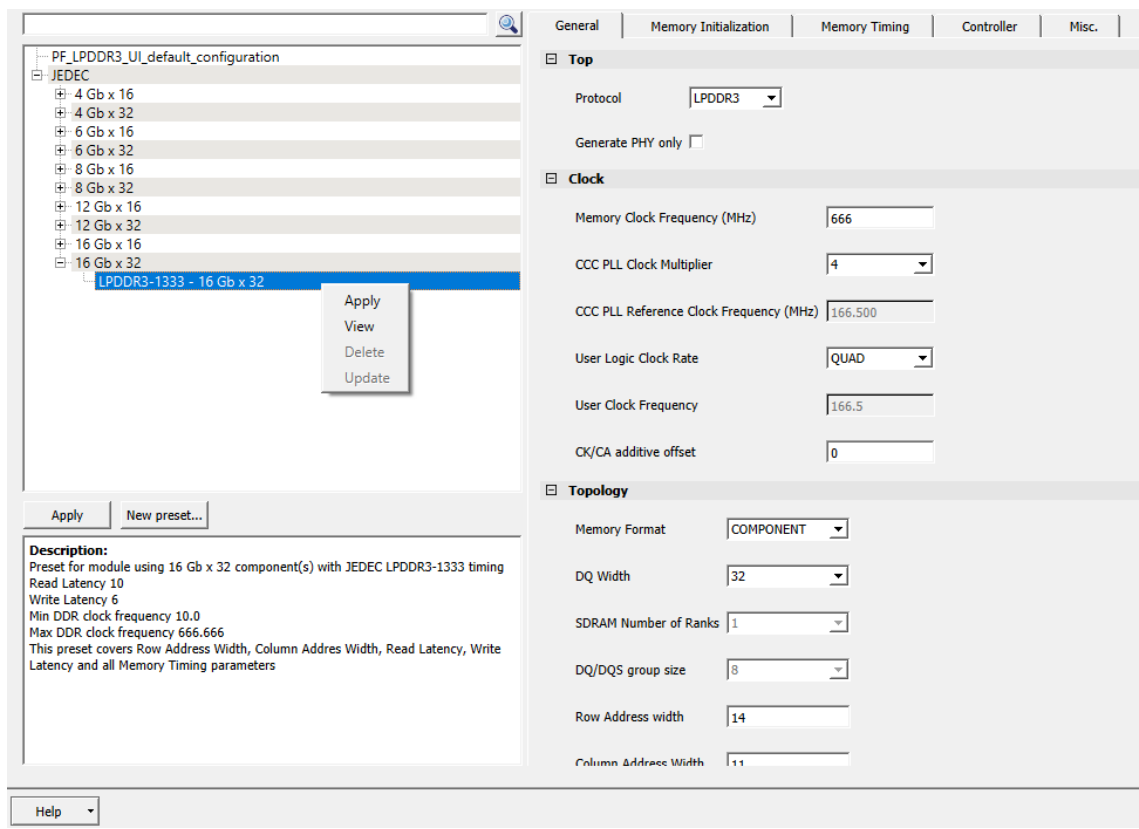 PF_LPDDR3_UI_default_configuration
JEDEC
4 Gb x 16
4 Gb x 32
6 Gb x 16
6 Gb x 32
8 Gb x 16
8 Gb x 32
12 Gb x 16
12 Gb x 32
16 Gb x 16
16 Gb x 32
LPDDR3-1333 - 16 Gb x 32
Apply
View
Delete
Update
Apply
New preset...
Description:
Preset for module using 16 Gb x 32 component(s) with JEDEC LPDDR3-1333 timing
Read Latency 10
Write Latency 6
Min DDR clock frequency 10.0
Max DDR clock frequency 666.666
This preset covers Row Address Width, Column Addres Width, Read Latency, Write
Latency and all Memory Timing parameters
General Memory Initialization Memory Timing Controller Misc.
Top
Protocol LPDDR3
Generate PHY only
Clock
Memory Clock Frequency (MHz) 666
CCC PLL Clock Multiplier 4
CCC PLL Reference Clock Frequency (MHz) 166.500
User Logic Clock Rate QUAD
User Clock Frequency 166.5
CK/CA additive offset 0
Topology
Memory Format COMPONENT
DQ Width 32
SDRAM Number of Ranks 1
DQ/DQS group size 8
Row Address width 14
Column Address Width 11
Help